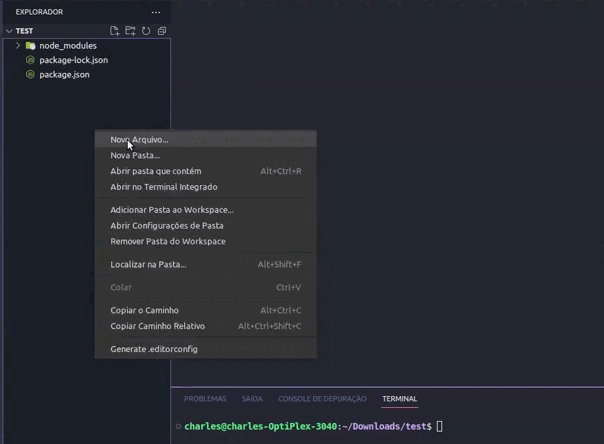 EXPLORADOR ...
TEST
node_modules
package-lock.json
package.json
Novo Arquivo...
Nova Pasta...
Abrir pasta que contém Alt+Ctrl+R
Abrir no Terminal Integrado
Adicionar Pasta ao Workspace...
Abrir Configurações de Pasta
Remover Pasta do Workspace
Localizar na Pasta... Alt+Shift+F
Colar Ctrl+V
Copiar o Caminho Alt+Ctrl+C
Copiar Caminho Relativo Alt+Ctrl+Shift+C
Generate .editorconfig
PROBLEMAS SAÍDA CONSOLE DE DEPURAÇÃO TERMINAL
charles@charles-OptiPlex-3040:~/Downloads/test$